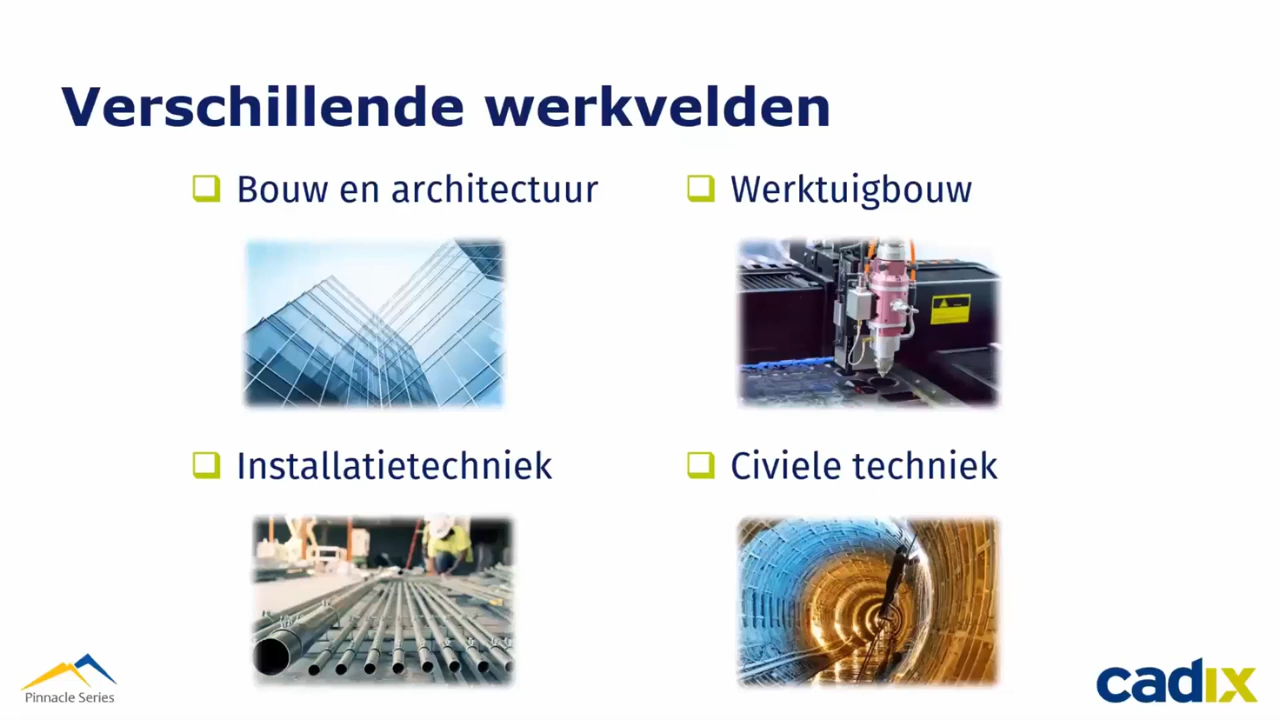 Verschillende werkvelden
Bouw en architectuur
Werktuigbouw
Installatietechniek
Civiele techniek
Pinnacle Series
cadix